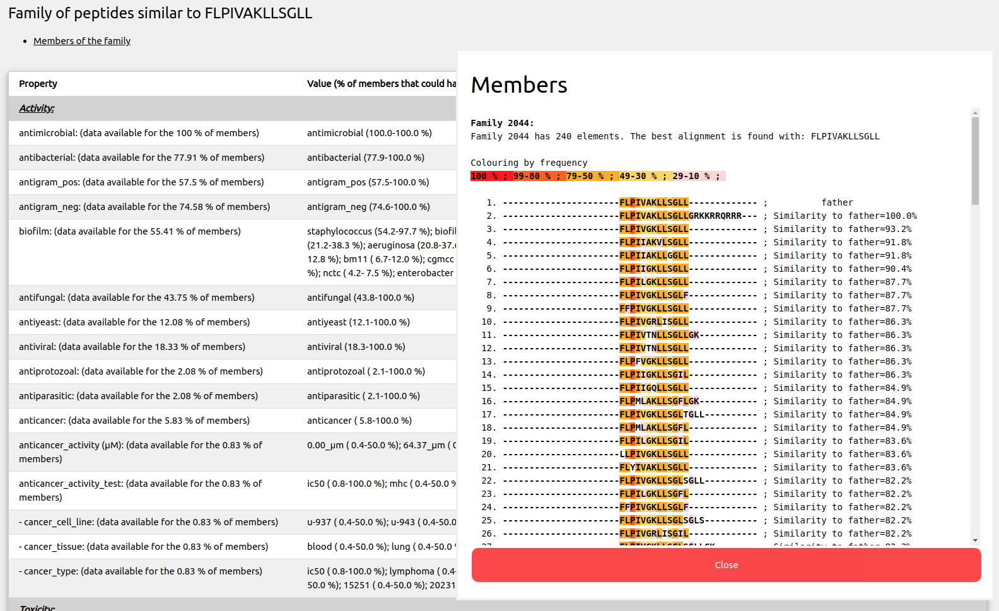 Family of peptides similar to FLPIVAKLLSGLL
Members of the family
Property
Value (% of members that could ha
Activity:
antimicrobial: (data available for the 100 % of members)
antimicrobial (100.0-100.0 %)
antibacterial: (data available for the 77.91 % of members)
antibacterial (77.9-100.0 %)
antigram_pos: (data available for the 57.5 % of members)
antigram_pos (57.5-100.0 %)
antigram_neg: (data available for the 74.58 % of members)
antigram_neg (74.6-100.0 %)
biofilm: (data available for the 55.41 % of members)
staphylococcus (54.2-97.7 %); biofil
(21.2-38.3 %); aeruginosa (20.8-37.
12.8 %); bm11 ( 6.7-12.0 %); cgmcc
%); nctc ( 4.2- 7.5 %); enterobacter
antifungal: (data available for the 43.75 % of members)
antifungal (43.8-100.0 %)
antiyeast: (data available for the 12.08 % of members)
antiyeast (12.1-100.0 %)
antiviral: (data available for the 18.33 % of members)
antiviral (18.3-100.0 %)
antiprotozoal: (data available for the 2.08 % of members)
antiprotozoal ( 2.1-100.0 %)
antiparasitic: (data available for the 2.08 % of members)
antiparasitic ( 2.1-100.0 %)
anticancer: (data available for the 5.83 % of members)
anticancer ( 5.8-100.0 %)
anticancer_activity (µM): (data available for the 0.83 % of
members)
0.00_µm ( 0.4-50.0 %); 64.37_µm (
anticancer_activity_test: (data available for the 0.83 % of
members)
ic50 ( 0.8-100.0 %); mhc ( 0.4-50.0
- cancer_cell_line: (data available for the 0.83 % of members)
u-937 ( 0.4-50.0 %); u-943 ( 0.4-50.0
- cancer_tissue: (data available for the 0.83 % of members)
blood ( 0.4-50.0 %); lung ( 0.4-50.0
- cancer_type: (data available for the 0.83 % of members)
ic50 ( 0.8-100.0 %); lymphoma ( 0.4-
50.0 %); 15251 ( 0.4-50.0 %); 20231
Toxicity:
Members
Family 2044:
Family 2044 has 240 elements. The best alignment is found with: FLPIVAKLLSGLL
Colouring by frequency
100 % ; 99-80 % ; 79-50 % ; 49-30 % ; 29-10 % ;
1. ----------------------FLPIVAKLLSGLL------------- ; father
2. ----------------------FLPIVAKLLSGLLGRKKRRQRRR--- ; Similarity to father=100.0%
3. ----------------------FLPIVGKLLSGLL------------- ; Similarity to father=93.2%
4. ----------------------FLPIIAKVLSGLL------------- ; Similarity to father=91.8%
5. ----------------------FLPIIAKLLGGLL------------- ; Similarity to father=91.8%
6. ----------------------FLPIIGKLLSGLL------------- ; Similarity to father=90.4%
7. ----------------------FLPILGKLLSGLL------------- ; Similarity to father=87.7%
8. ----------------------FLPIVGKLLSGLF------------- ; Similarity to father=87.7%
9. ----------------------FFPIVGKLLSGLL------------- ; Similarity to father=87.7%
10. ----------------------FLPIVGRLISGLL------------- ; Similarity to father=86.3%
11. ----------------------FLPIVTNLLSGLLGK----------- ; Similarity to father=86.3%
12. ----------------------FLPIVTNLLSGLL------------- ; Similarity to father=86.3%
13. ----------------------FLPFVGKLLSGLL------------- ; Similarity to father=86.3%
14. ----------------------FLPIIGKLLSGIL------------- ; Similarity to father=86.3%
15. ----------------------FLPIIGQLLSGLL------------- ; Similarity to father=84.9%
16. ----------------------FLPMLAKLLSGFLGK----------- ; Similarity to father=84.9%
17. ----------------------FLPIVGKLLSGLTGLL---------- ; Similarity to father=84.9%
18. ----------------------FLPMLAKLLSGFL------------- ; Similarity to father=84.9%
19. ----------------------FLPILGKLLSGIL------------- ; Similarity to father=83.6%
20. ----------------------LLPIVGKLLSGLL------------- ; Similarity to father=83.6%
21. ----------------------FLYIVAKLLSGLL------------- ; Similarity to father=83.6%
22. ----------------------FLPIVGKLLSGLSGLL---------- ; Similarity to father=82.2%
23. ----------------------FLPILGKLLSGFL------------- ; Similarity to father=82.2%
24. ----------------------FFPIVGKLLSGLF------------- ; Similarity to father=82.2%
25. ----------------------FLPIVGKLLSGLSGLS---------- ; Similarity to father=82.2%
26. ----------------------FLPIVGRLISGIL------------- ; Similarity to father=82.2%
Close